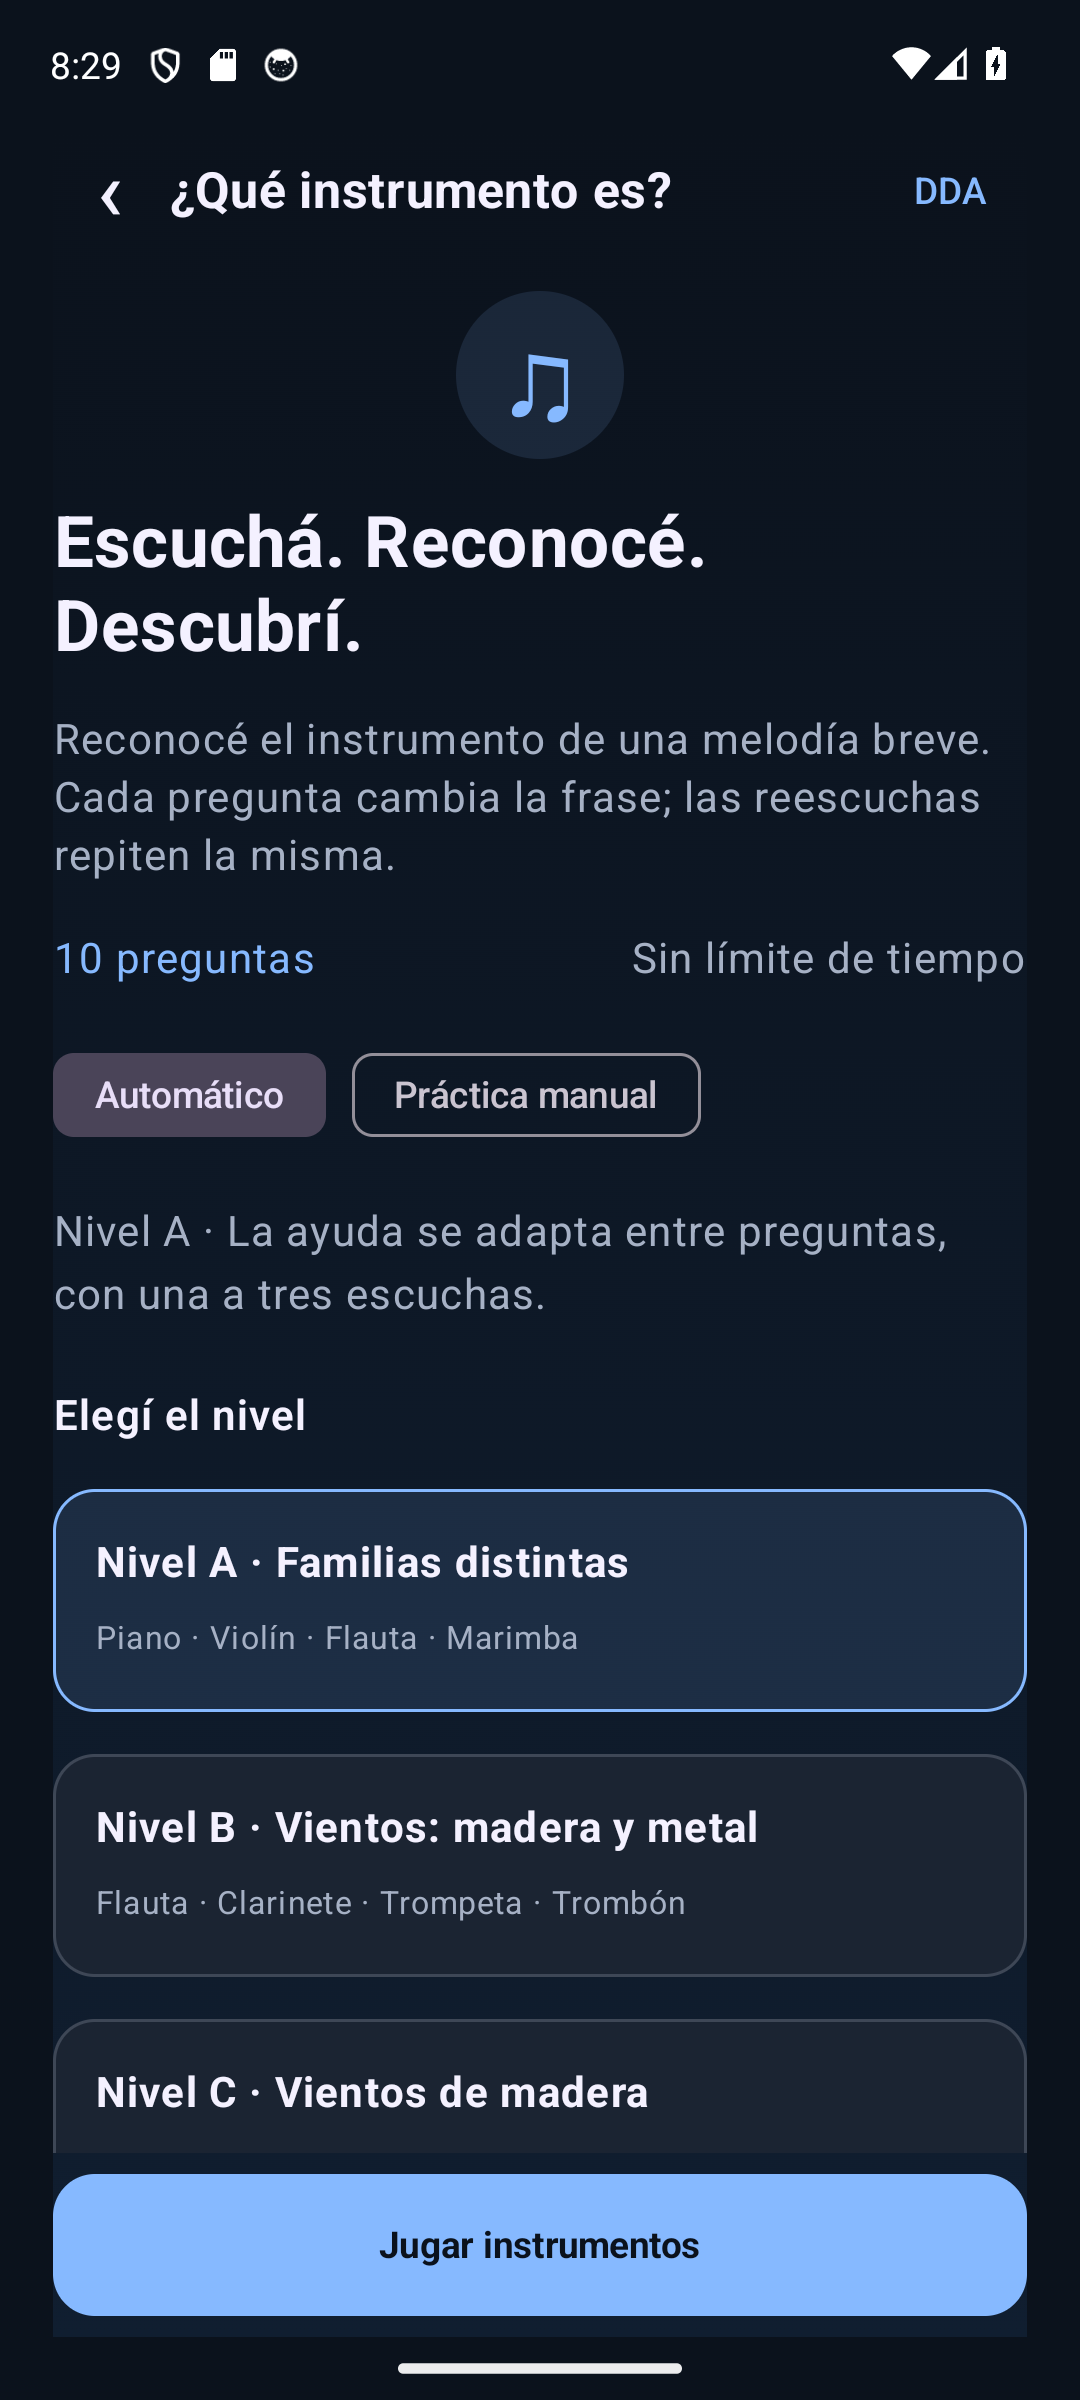 8:29
¿Qué instrumento es?
DDA
Escuchá. Reconocé.
Descubrí.
Reconocé el instrumento de una melodía breve.
Cada pregunta cambia la frase; las reescuchas
repiten la misma.
10 preguntas
Sin límite de tiempo
Automático
Práctica manual
Nivel A · La ayuda se adapta entre preguntas,
con una a tres escuchas.
Elegí el nivel
Nivel A · Familias distintas
Piano · Violín · Flauta · Marimba
Nivel B · Vientos: madera y metal
Flauta · Clarinete · Trompeta · Trombón
Nivel C · Vientos de madera
Jugar instrumentos